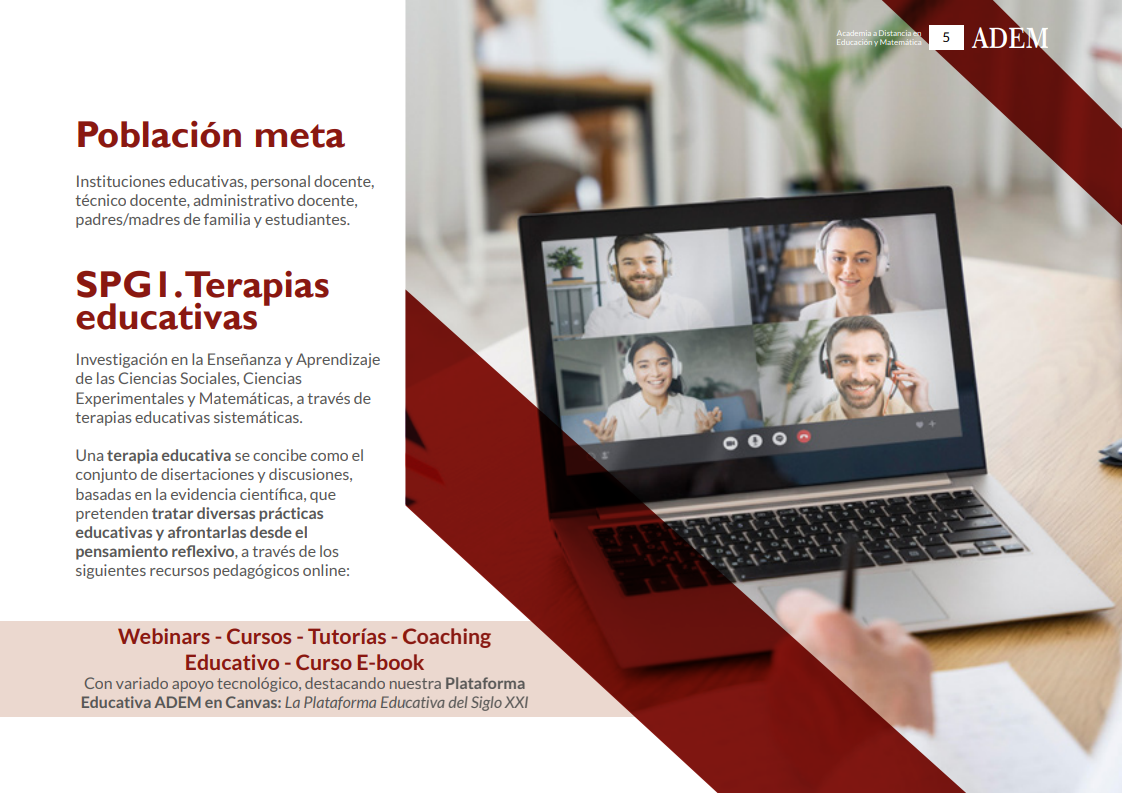 Academia a Distancia en
Educación y Matemática
5
ADEM
Población meta
Instituciones educativas, personal docente,
técnico docente, administrativo docente,
padres/madres de familia y estudiantes.
SPG1. Terapias
educativas
Investigación en la Enseñanza y Aprendizaje
de las Ciencias Sociales, Ciencias
Experimentales y Matemáticas, a través de
terapias educativas sistemáticas.
Una terapia educativa se concibe como el
conjunto de disertaciones y discusiones,
basadas en la evidencia científica, que
pretenden tratar diversas prácticas
educativas y afrontarlas desde el
pensamiento reflexivo, a través de los
siguientes recursos pedagógicos online:
Webinars - Cursos - Tutorías - Coaching
Educativo - Curso E-book
Con variado apoyo tecnológico, destacando nuestra Plataforma
Educativa ADEM en Canvas: La Plataforma Educativa del Siglo XXI